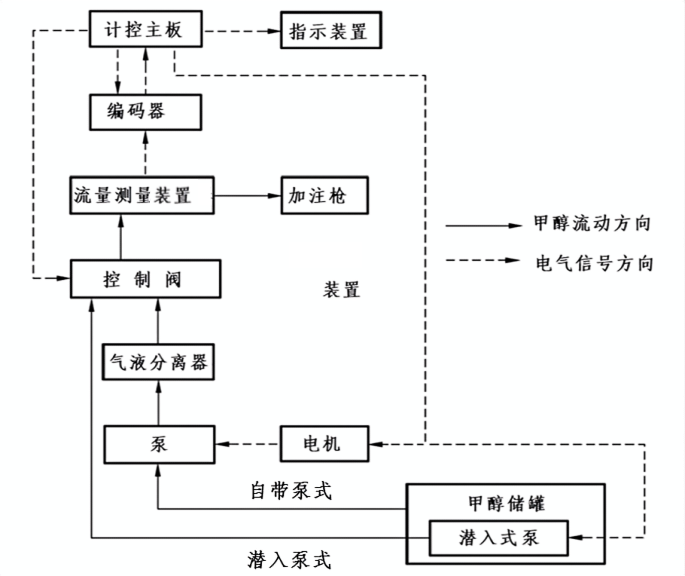 计控主板
指示装置
编码器
流量测量装置
加注枪
甲醇流动方向
电气信号方向
控制阀
装置
气液分离器
泵
电机
自带泵式
甲醇储罐
潜入式泵
潜入泵式